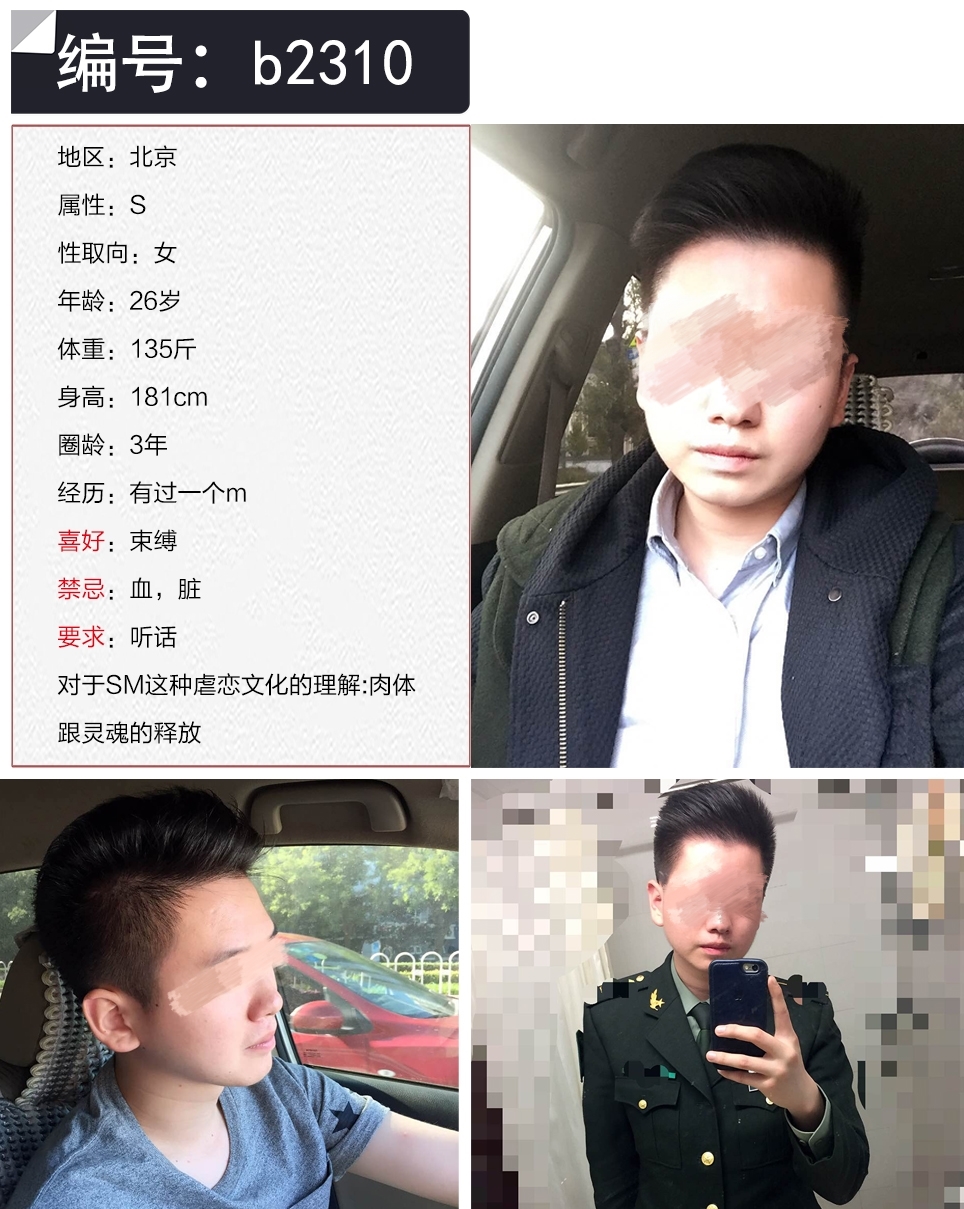 编号：b2310
地区：北京
属性：S
性取向：女
年龄：26岁
体重：135斤
身高：181cm
圈龄：3年
经历：有过一个m
喜好：束缚
禁忌：血，脏
要求：听话
对于SM这种虐恋文化的理解:肉体
跟灵魂的释放